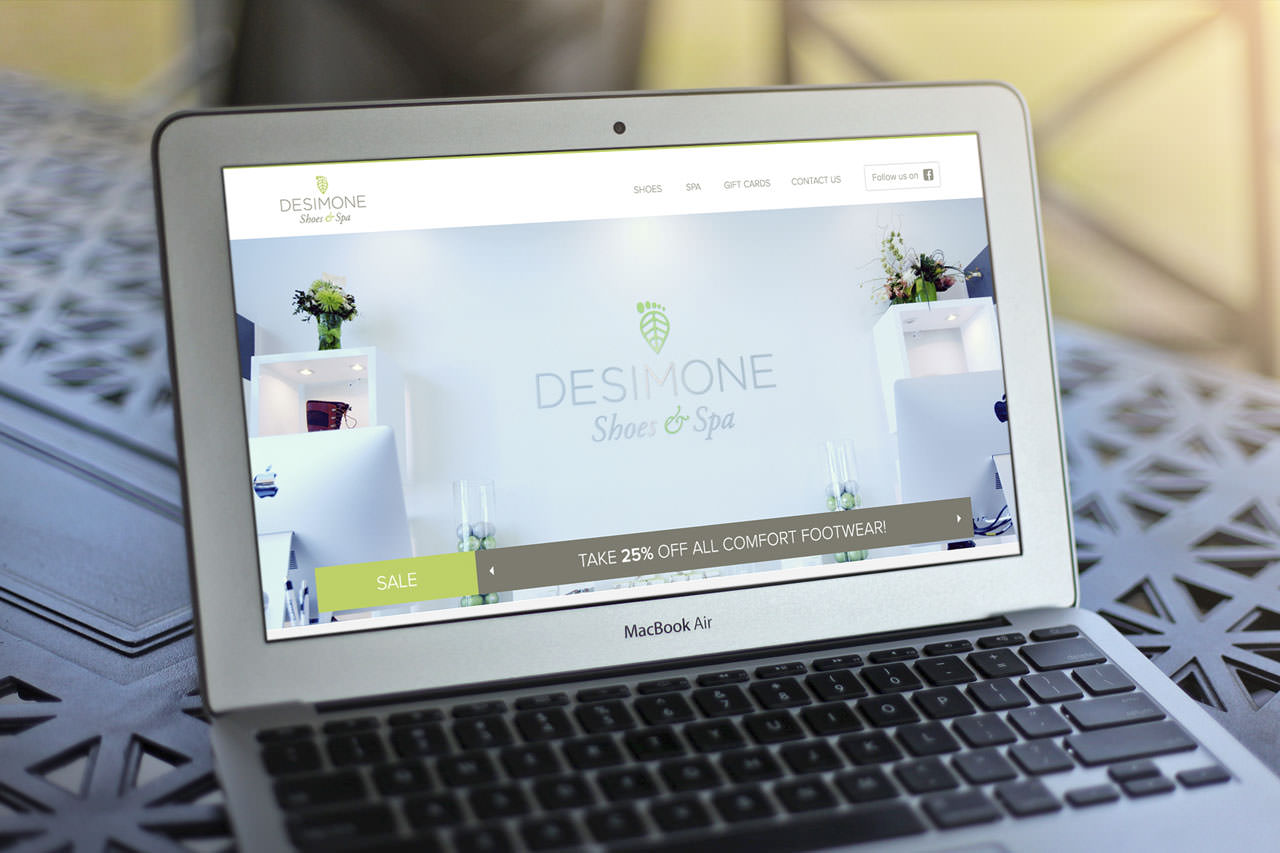 DESIMONE
Shoes & Spa
SHOES SPA GIFT CARDS CONTACT US Follow us on
DESIMONE
Shoes & Spa
SALE TAKE 25% OFF ALL COMFORT FOOTWEAR!
MacBook Air